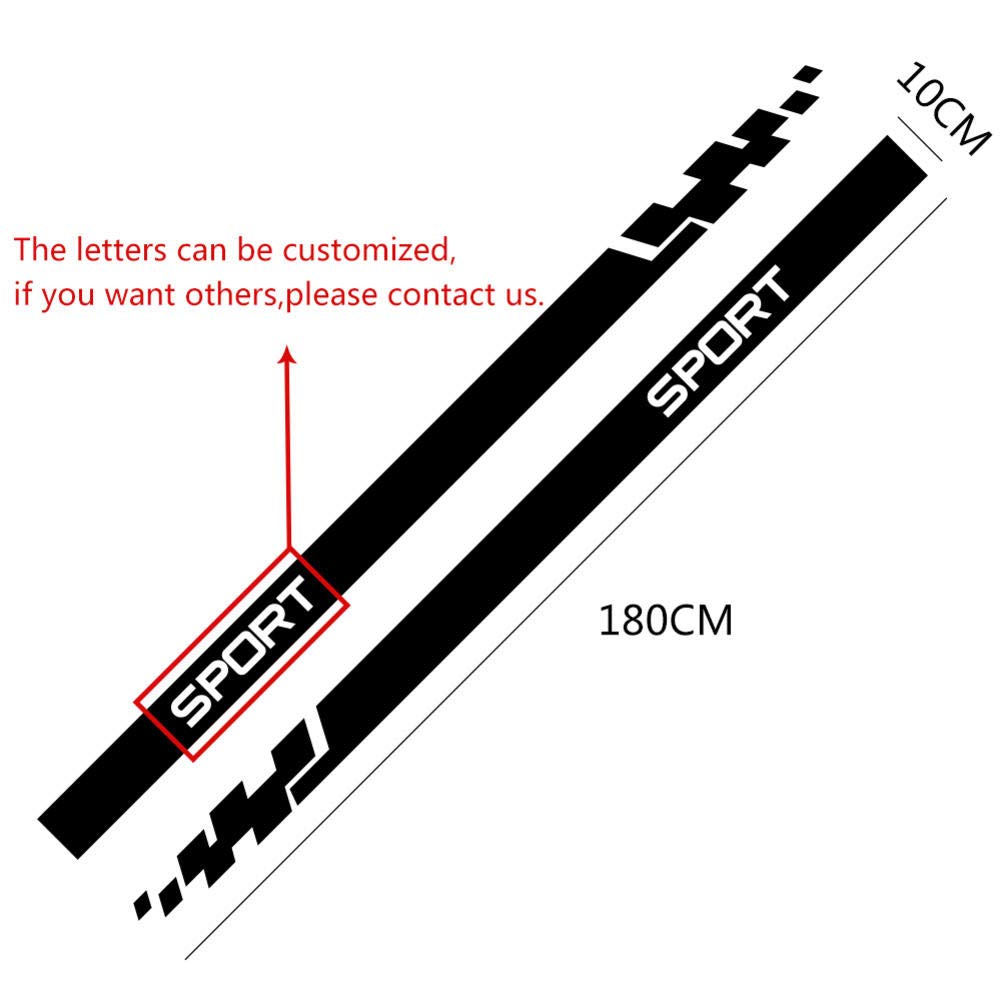 10CM
The letters can be customized,
if you want others,please contact us.
SPORT
180CM
SPORT